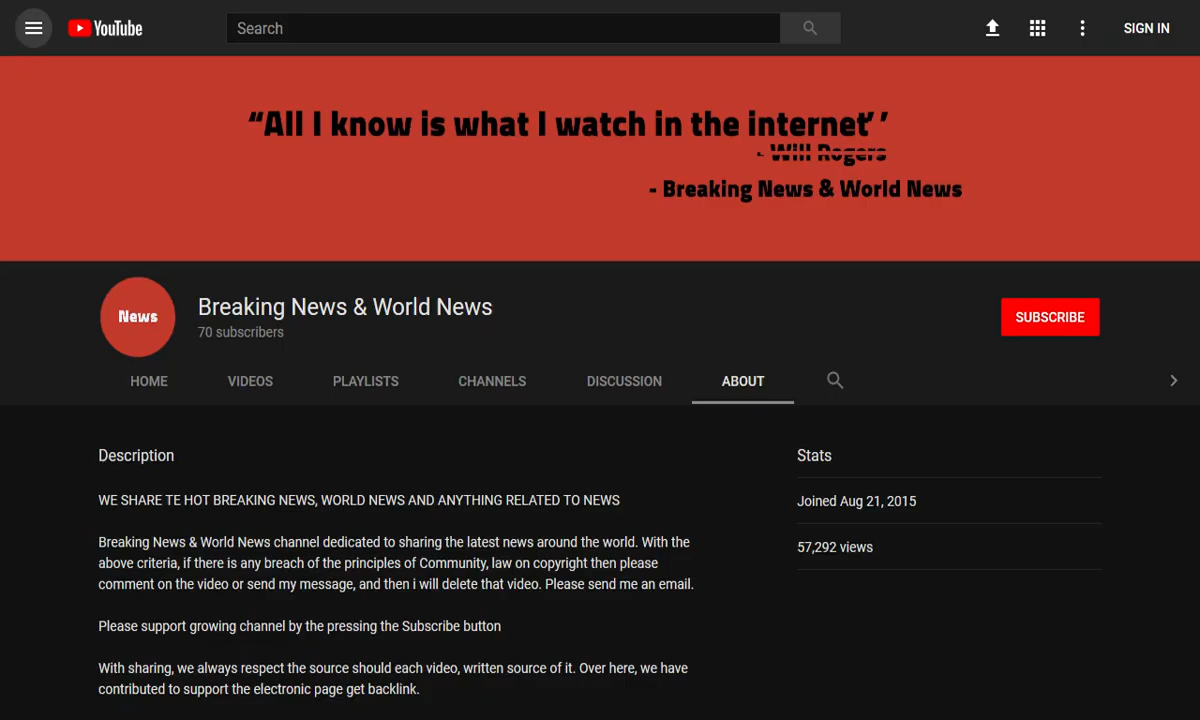 YouTube
Search
SIGN IN
“All I know is what I watch in the internet’’
- Will Rogers
- Breaking News & World News
News
Breaking News & World News
70 subscribers
SUBSCRIBE
HOME VIDEOS PLAYLISTS CHANNELS DISCUSSION ABOUT
Description
WE SHARE TE HOT BREAKING NEWS, WORLD NEWS AND ANYTHING RELATED TO NEWS
Breaking News & World News channel dedicated to sharing the latest news around the world. With the
above criteria, if there is any breach of the principles of Community, law on copyright then please
comment on the video or send my message, and then i will delete that video. Please send me an email.
Please support growing channel by the pressing the Subscribe button
With sharing, we always respect the source should each video, written source of it. Over here, we have
contributed to support the electronic page get backlink.
Stats
Joined Aug 21, 2015
57,292 views